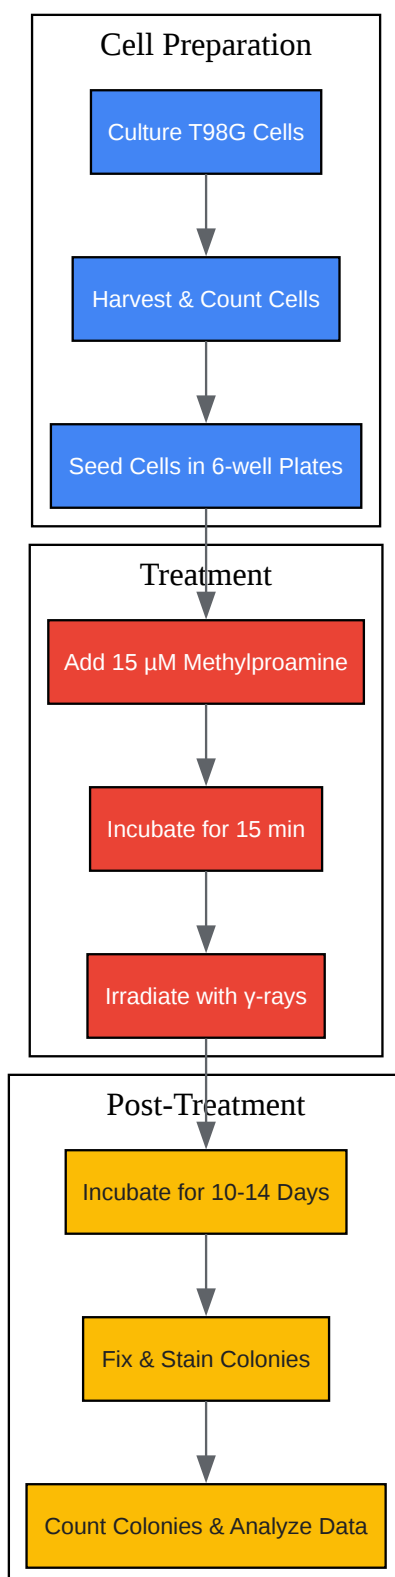 Cell Preparation
Culture T98G Cells
Harvest & Count Cells
Seed Cells in 6-well Plates
Treatment
Add 15 µM Methylproamine
Incubate for 15 min
Irradiate with γ-rays
Post-Treatment
Incubate for 10-14 Days
Fix & Stain Colonies
Count Colonies & Analyze Data